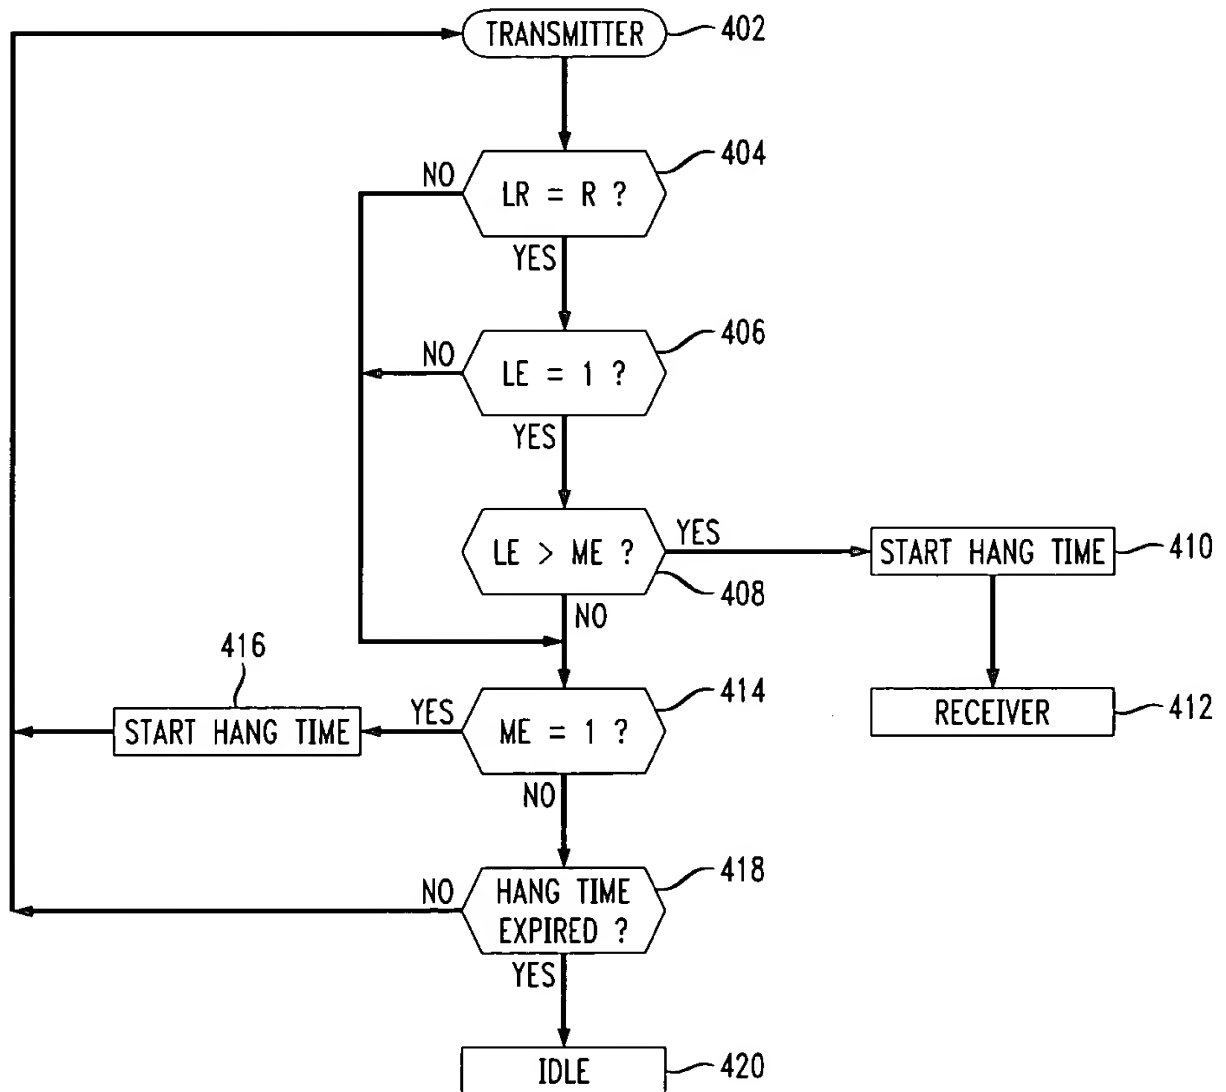 TRANSMITTER 402
404
NO LR = R ?
YES
406
NO LE = 1 ?
YES
LE > ME ? YES START HANG TIME 410
408
NO
416
414
START HANG TIME YES ME = 1 ? RECEIVER 412
NO
418
NO HANG TIME
EXPIRED ?
YES
IDLE 420